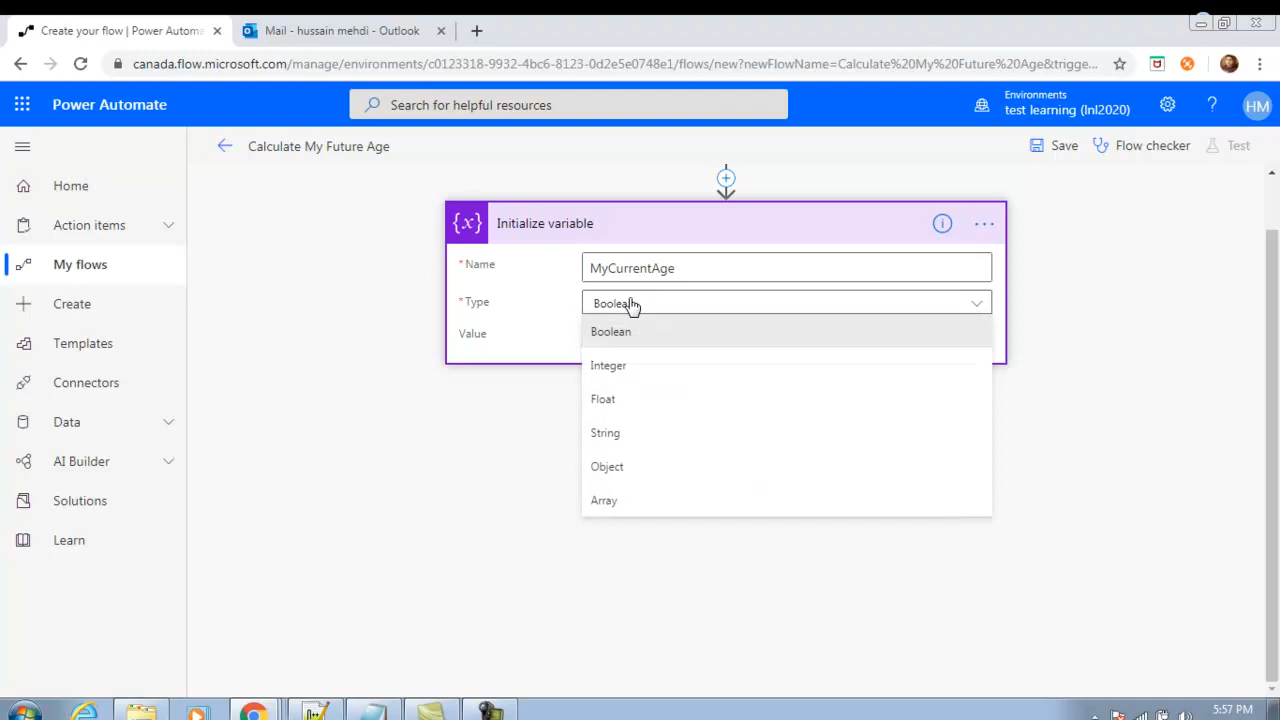 Create your flow | Power Automa
Mail - hussain mehdi - Outlook
canada.flow.microsoft.com/manage/environments/c0123318-9932-4bc6-8123-0d2e5e0748e1/flows/new?newFlowName=Calculate%20My%20Future%20Age&trigge...
Power Automate
Search for helpful resources
Environments
test learning (lnl2020)
HM
Calculate My Future Age
Save
Flow checker
Test
Home
Action items
My flows
Create
Templates
Connectors
Data
AI Builder
Solutions
Learn
{x} Initialize variable
* Name
MyCurrentAge
* Type
Boolean
Value
Boolean
Integer
Float
String
Object
Array
5:57 PM